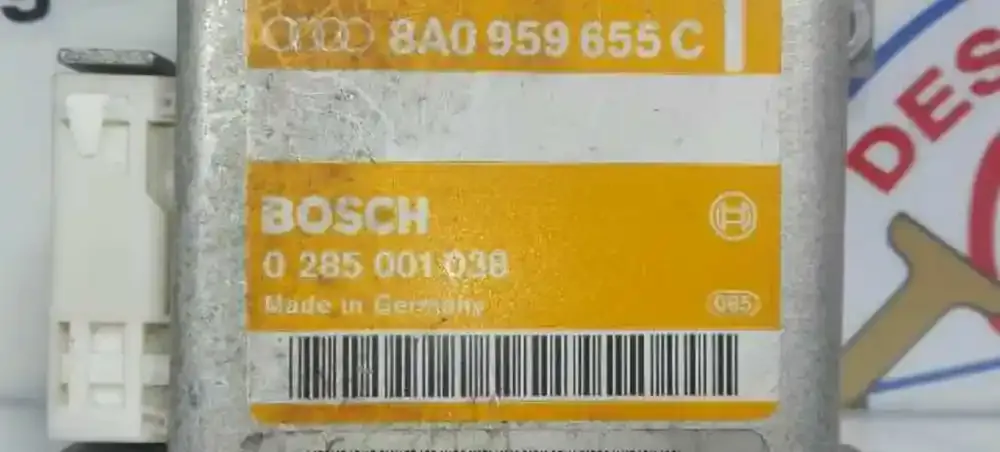 8A0 959 655 C
BOSCH
0 285 001 038
Made in Germany
085
DES